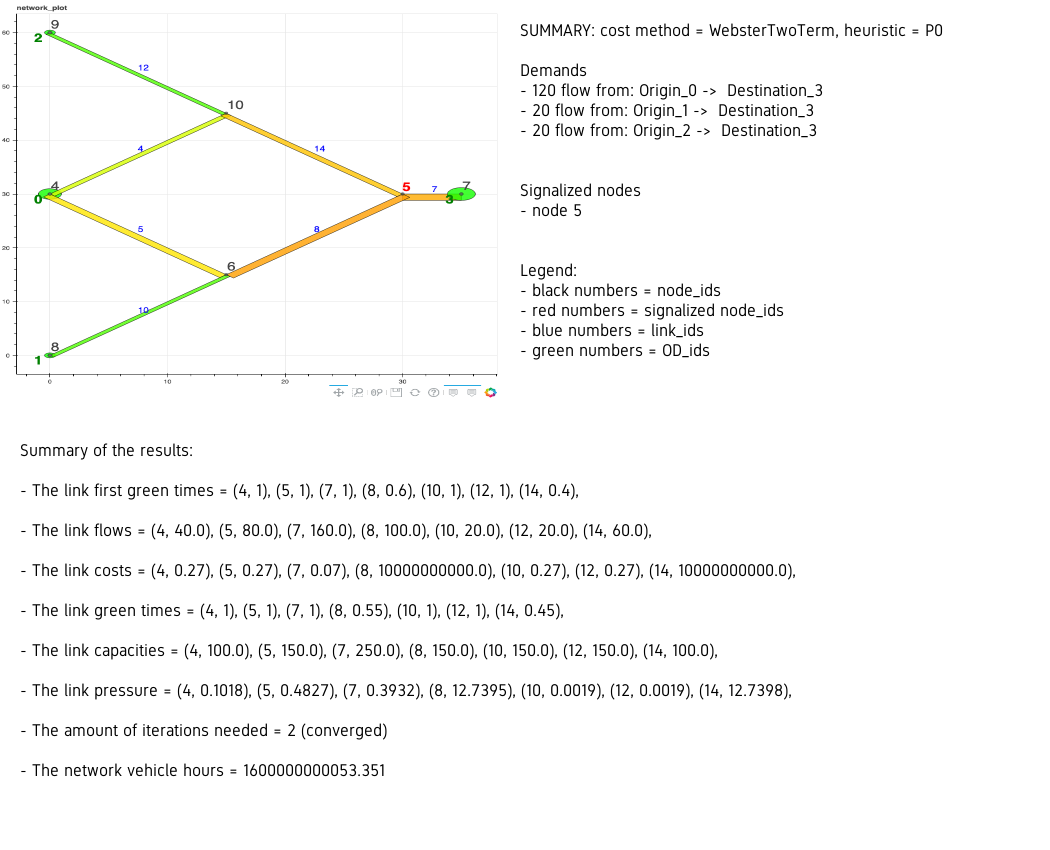 network_plot
60
50
40
30
20
10
0
0
10
20
30
9
2
12
10
4
14
4
0
5
7
7
3
5
8
6
10
8
1
SUMMARY: cost method = WebsterTwoTerm, heuristic = P0
Demands
- 120 flow from: Origin_0 -> Destination_3
- 20 flow from: Origin_1 -> Destination_3
- 20 flow from: Origin_2 -> Destination_3
Signalized nodes
- node 5
Legend:
- black numbers = node_ids
- red numbers = signalized node_ids
- blue numbers = link_ids
- green numbers = OD_ids
Summary of the results:
- The link first green times = (4, 1), (5, 1), (7, 1), (8, 0.6), (10, 1), (12, 1), (14, 0.4),
- The link flows = (4, 40.0), (5, 80.0), (7, 160.0), (8, 100.0), (10, 20.0), (12, 20.0), (14, 60.0),
- The link costs = (4, 0.27), (5, 0.27), (7, 0.07), (8, 10000000000.0), (10, 0.27), (12, 0.27), (14, 10000000000.0),
- The link green times = (4, 1), (5, 1), (7, 1), (8, 0.55), (10, 1), (12, 1), (14, 0.45),
- The link capacities = (4, 100.0), (5, 150.0), (7, 250.0), (8, 150.0), (10, 150.0), (12, 150.0), (14, 100.0),
- The link pressure = (4, 0.1018), (5, 0.4827), (7, 0.3932), (8, 12.7395), (10, 0.0019), (12, 0.0019), (14, 12.7398),
- The amount of iterations needed = 2 (converged)
- The network vehicle hours = 1600000000053.351